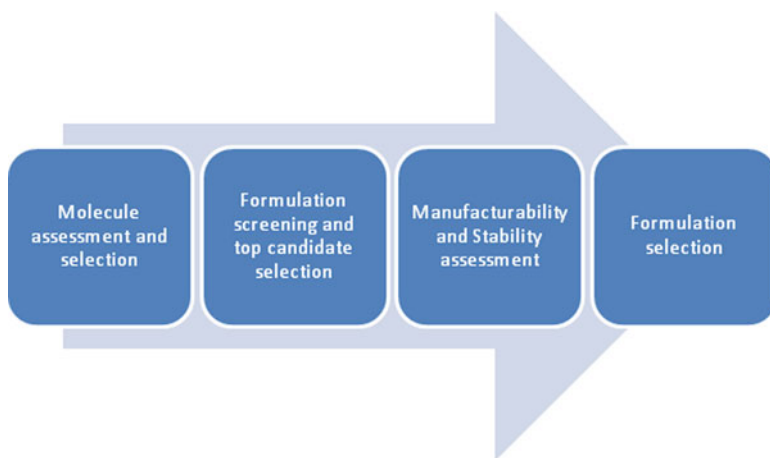 Molecule
assessment and
selection
Formulation
screening and
top candidate
selection
Manufacturability
and Stability
assessment
Formulation
selection